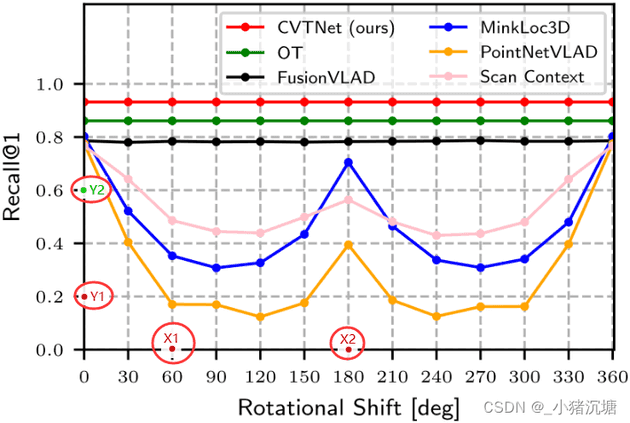 CVTNet (ours)
OT
FusionVLAD
MinkLoc3D
PointNetVLAD
Scan Context
Recall@1
1.0
0.8
0.6
0.4
0.2
0.0
Y2
Y1
X1
X2
0 30 60 90 120 150 180 210 240 270 300 330 361
Rotational Shift [deg]
CSDN @_小猪沉塘